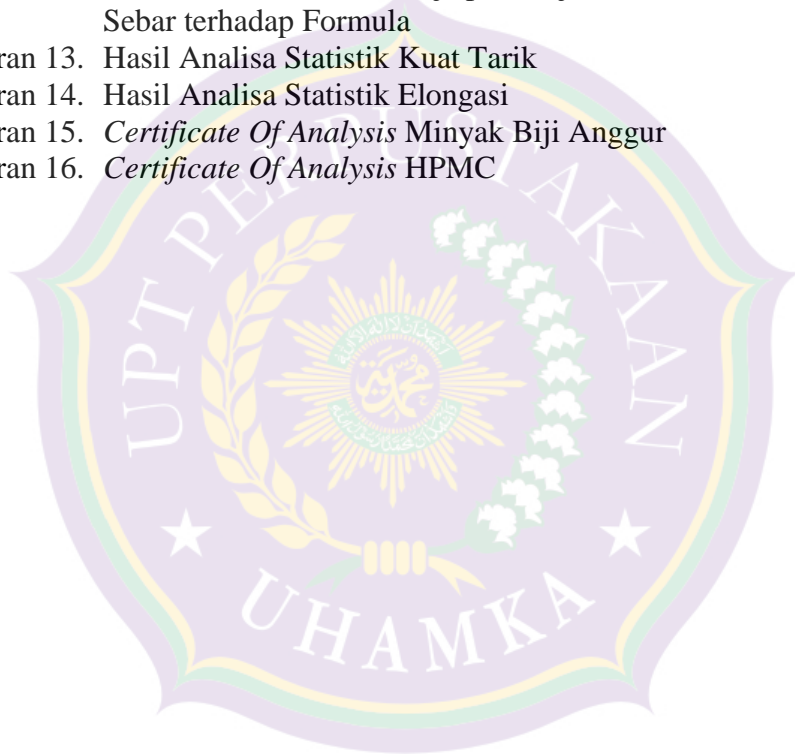 Sebar terhadap Formula
ran 13. Hasil Analisa Statistik Kuat Tarik
ran 14. Hasil Analisa Statistik Elongasi
ran 15. Certificate Of Analysis Minyak Biji Anggur
ran 16. Certificate Of Analysis HPMC
UPT PERPUSTAKAAN
محمدية
UHAMKA